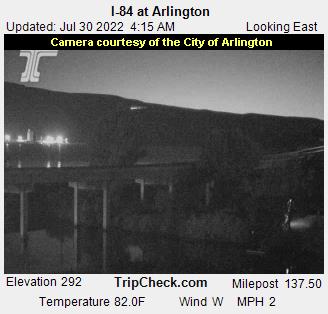 I-84 at Arlington
Updated: Jul 30 2022 4:15 AM Looking East
Camera courtesy of the City of Arlington
Elevation 292 TripCheck.com Milepost 137.50
Temperature 82.0F Wind W MPH 2